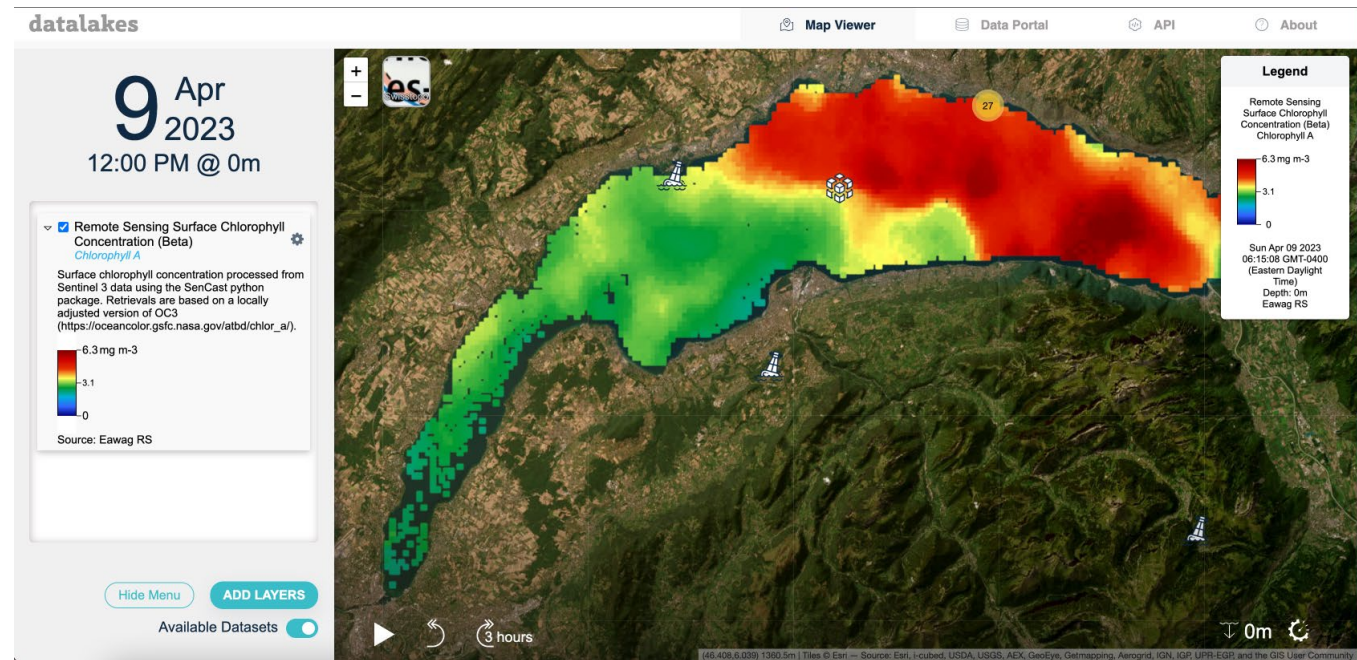 datalakes
Map Viewer
Data Portal
API
About
9 Apr
2023
12:00 PM @ 0m
Remote Sensing Surface Chlorophyll
Concentration (Beta)
Chlorophyll A
Surface chlorophyll concentration processed from
Sentinel 3 data using the SenCast python
package. Retrievals are based on a locally
adjusted version of OC3
(https://oceancolor.gsfc.nasa.gov/atbd/chlor_a/).
6.3 mg m-3
3.1
0
Source: Eawag RS
Hide Menu
ADD LAYERS
Available Datasets
+
−
es-
27
Legend
Remote Sensing
Surface Chlorophyll
Concentration (Beta)
Chlorophyll A
6.3 mg m-3
3.1
0
Sun Apr 09 2023
06:15:08 GMT-0400
(Eastern Daylight
Time)
Depth: 0m
Eawag RS
3 hours
0m
(46.408,6.039) 1360.5m | Tiles © Esri — Source: Esri, i-cubed, USDA, USGS, AEX, GeoEye, Getmapping, Aerogrid, IGN, IGP, UPR-EGP, and the GIS User Community